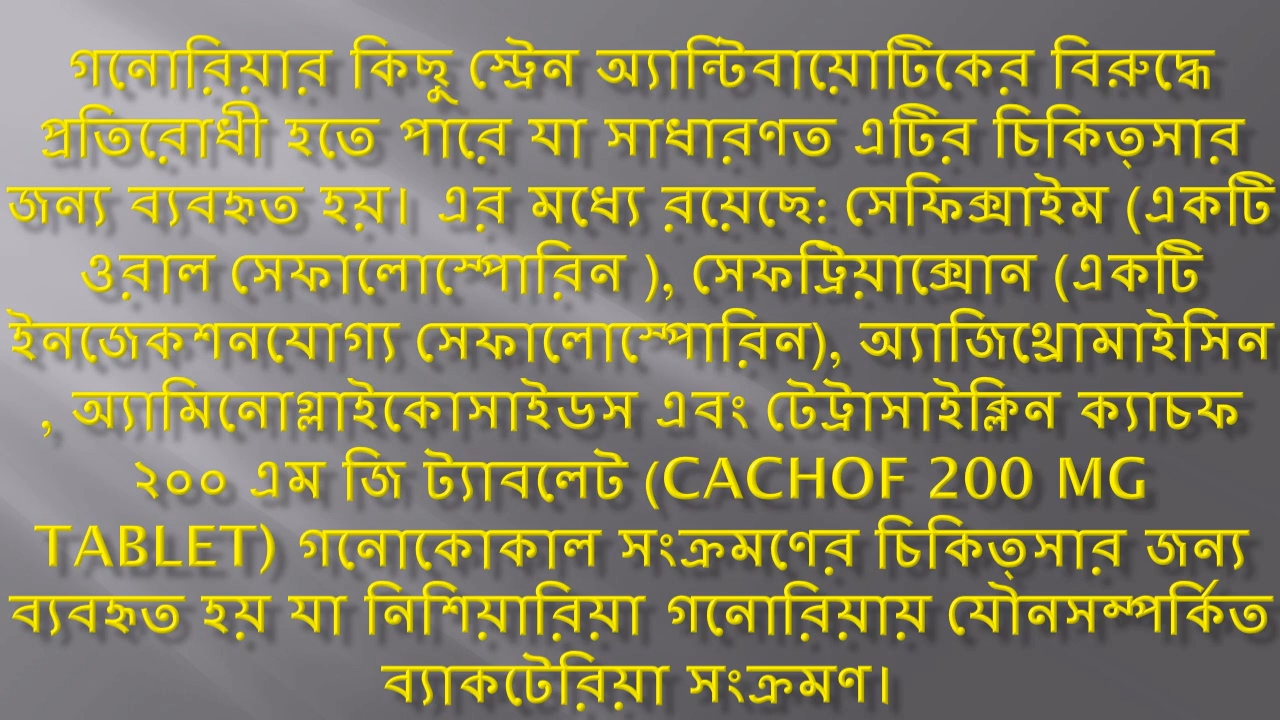 গনোরিয়ার কিছু স্ট্রেন অ্যান্টিবায়োটিকের বিরুদ্ধে
প্রতিরোধী হতে পারে যা সাধারণত এটির চিকিত্সার
জন্য ব্যবহৃত হয়। এর মধ্যে রয়েছে: সেফিক্সাইম (একটি
ওরাল সেফালোস্পোরিন ), সেফট্রিয়াক্সোন (একটি
ইনজেকশনযোগ্য সেফালোস্পোরিন), অ্যাজিথ্রোমাইসিন
, অ্যামিনোগ্লাইকোসাইডস এবং টেট্রাসাইক্লিন ক্যাচফ
২০০ এম জি ট্যাবলেট (CACHOF 200 MG
TABLET) গনোকোকাল সংক্রমণের চিকিত্সার জন্য
ব্যবহৃত হয় যা নিশিয়ারিয়া গনোরিয়ায় যৌনসম্পর্কিত
ব্যাকটেরিয়া সংক্রমণ।